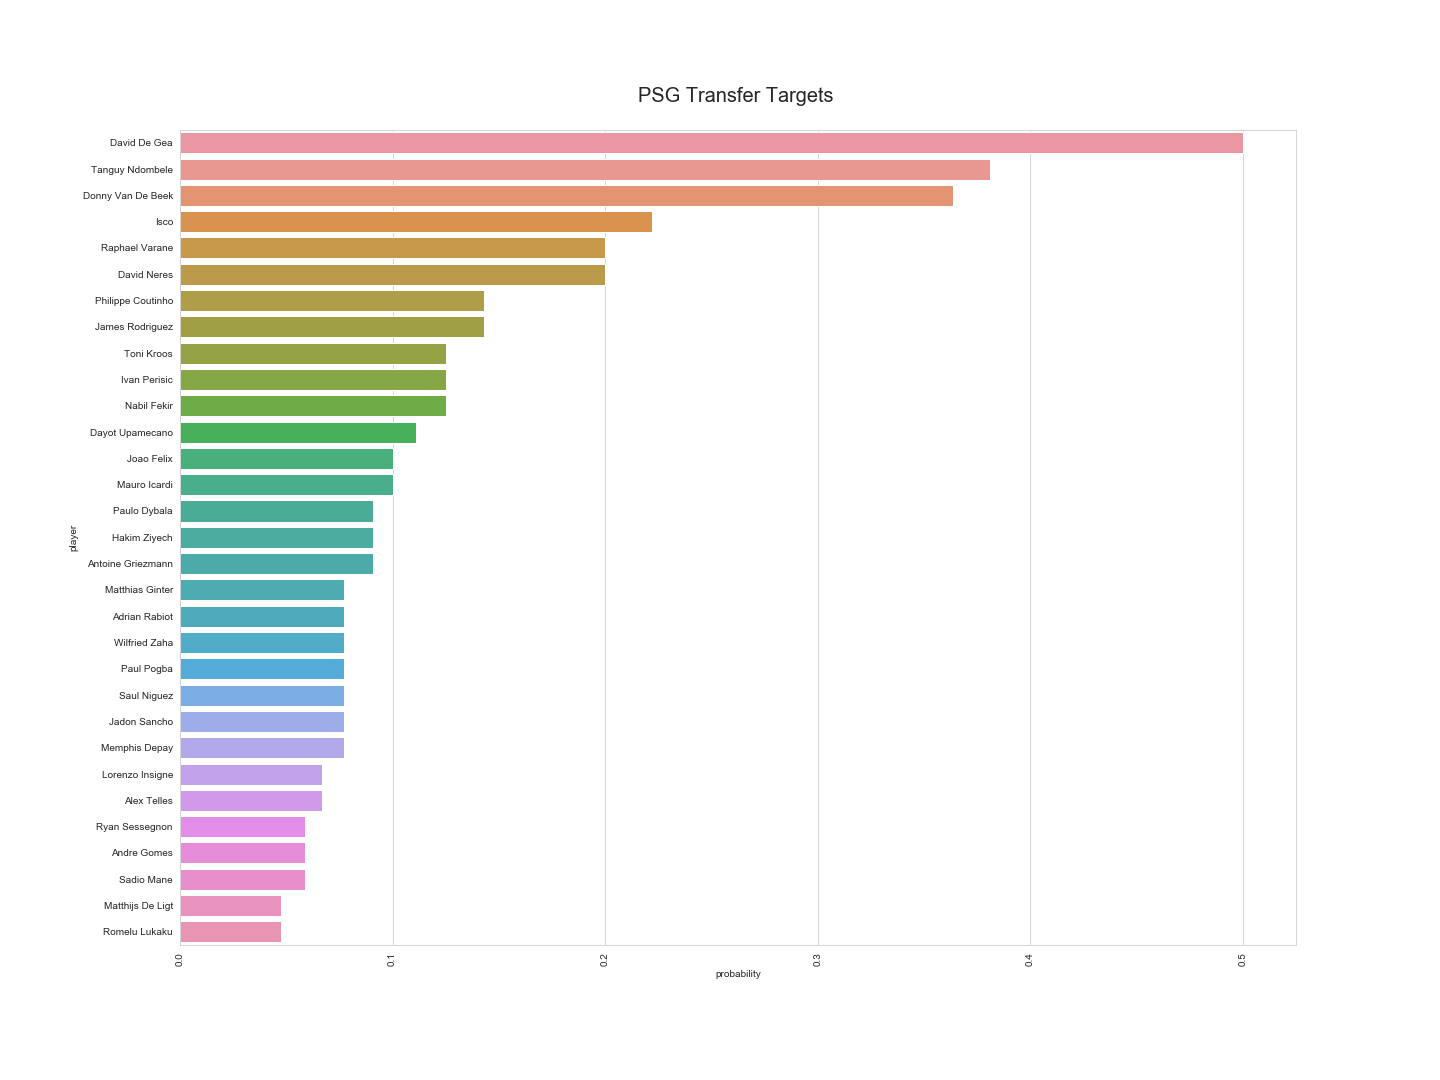 PSG Transfer Targets
David De Gea
Tanguy Ndombele
Donny Van De Beek
Isco
Raphael Varane
David Neres
Philippe Coutinho
James Rodriguez
Toni Kroos
Ivan Perisic
Nabil Fekir
Dayot Upamecano
Joao Felix
Mauro Icardi
Paulo Dybala
player
Hakim Ziyech
Antoine Griezmann
Matthias Ginter
Adrian Rabiot
Wilfried Zaha
Paul Pogba
Saul Niguez
Jadon Sancho
Memphis Depay
Lorenzo Insigne
Alex Telles
Ryan Sessegnon
Andre Gomes
Sadio Mane
Matthijs De Ligt
Romelu Lukaku
0.0
0.1
0.2
0.3
0.4
0.5
probability